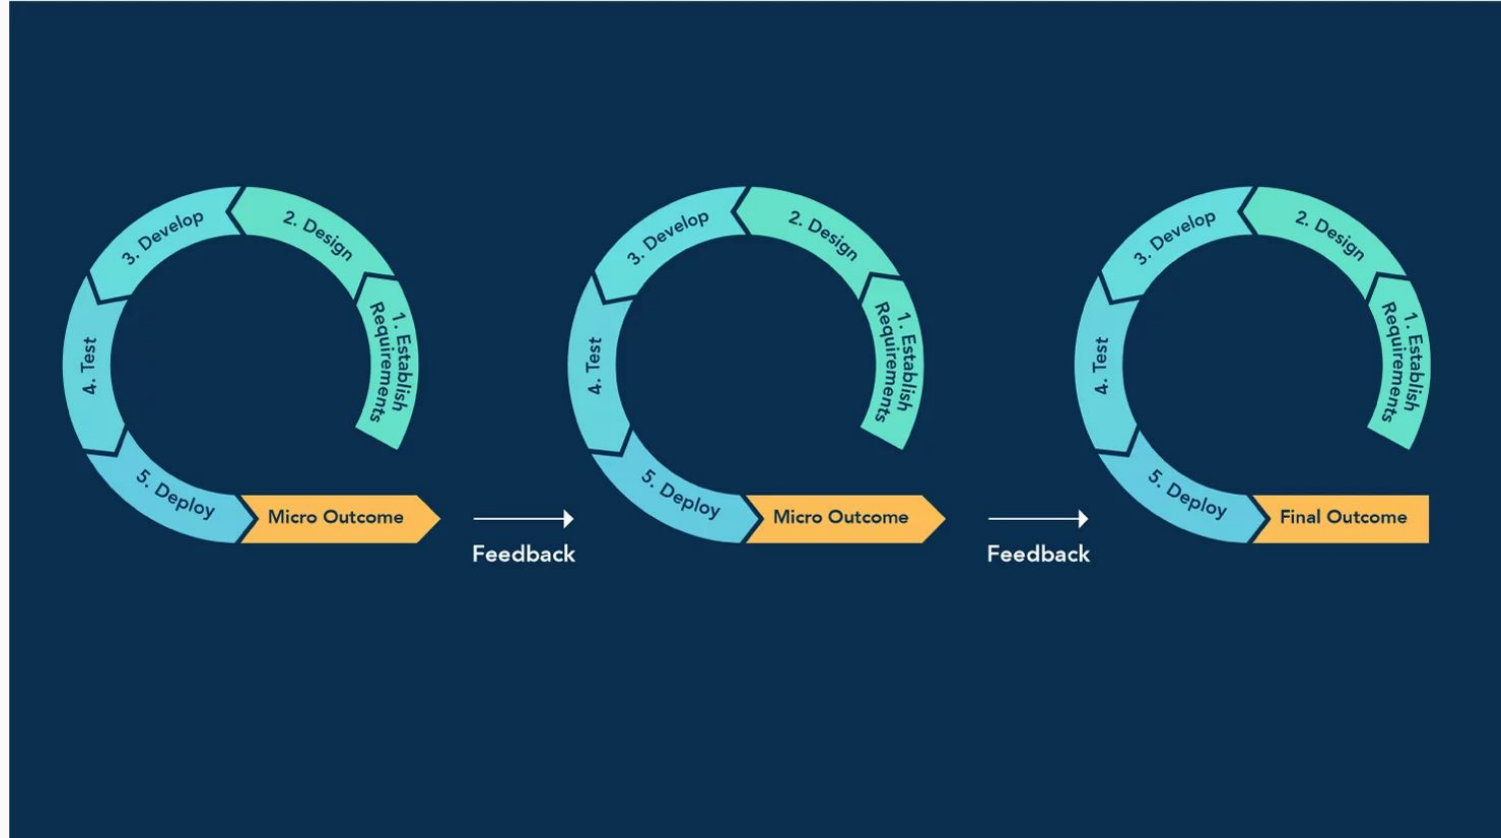 1. Establish
Requirements
2. Design
3. Develop
4. Test
5. Deploy
Micro Outcome
Feedback
1. Establish
Requirements
2. Design
3. Develop
4. Test
5. Deploy
Micro Outcome
Feedback
1. Establish
Requirements
2. Design
3. Develop
4. Test
5. Deploy
Final Outcome